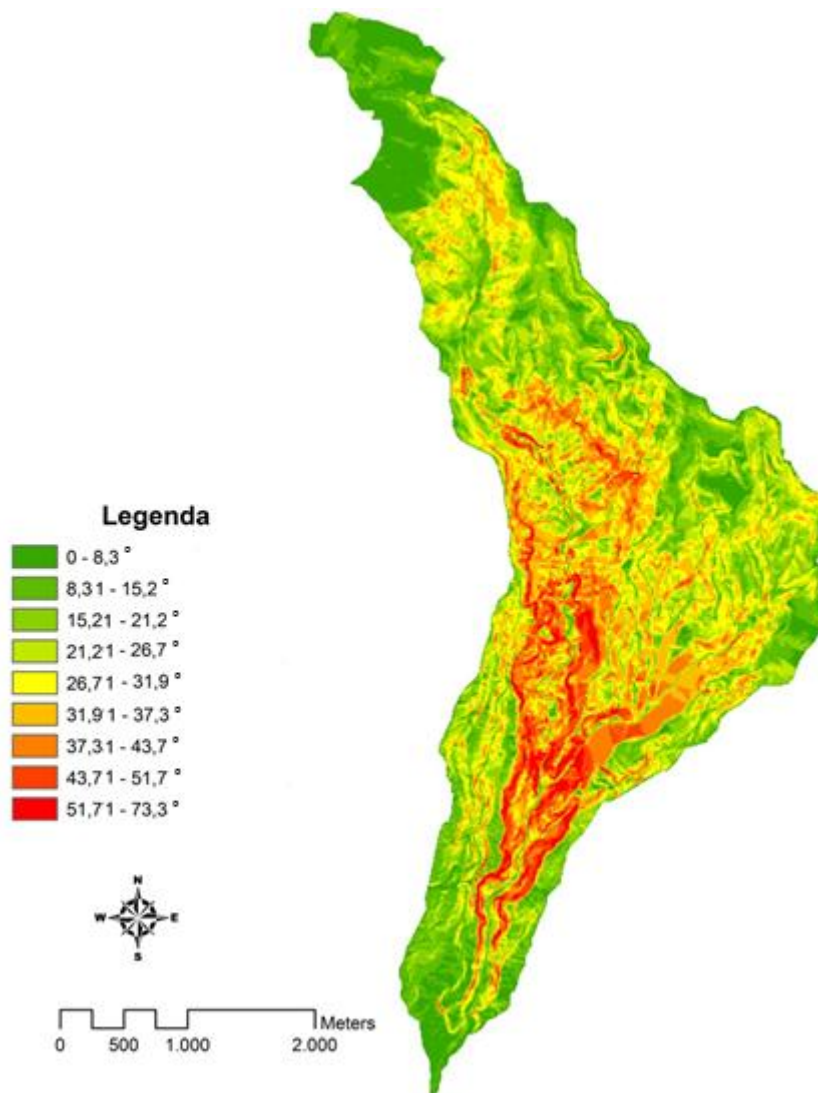 Legenda
0 - 8,3 °
8,31 - 15,2 °
15,21 - 21,2 °
21,21 - 26,7 °
26,71 - 31,9 °
31,91 - 37,3 °
37,31 - 43,7 °
43,71 - 51,7 °
51,71 - 73,3 °
N
W E
S
Meters
0 500 1.000 2.000